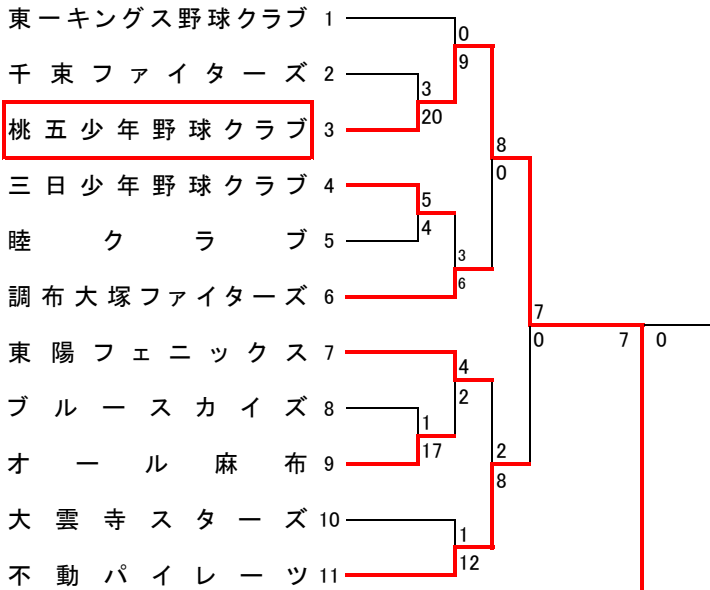 東一キングス野球クラブ 1
0
9
千束ファイターズ 2
3
20
桃五少年野球クラブ 3
8
0
三日少年野球クラブ 4
5
4
睦クラブ 5
3
6
調布大塚ファイターズ 6
7
0 7 0
東陽フェニックス 7
4
2
ブルースカイズ 8
1
17
オール麻布 9
2
8
大雲寺スターズ 10
1
12
不動パイレーツ 11